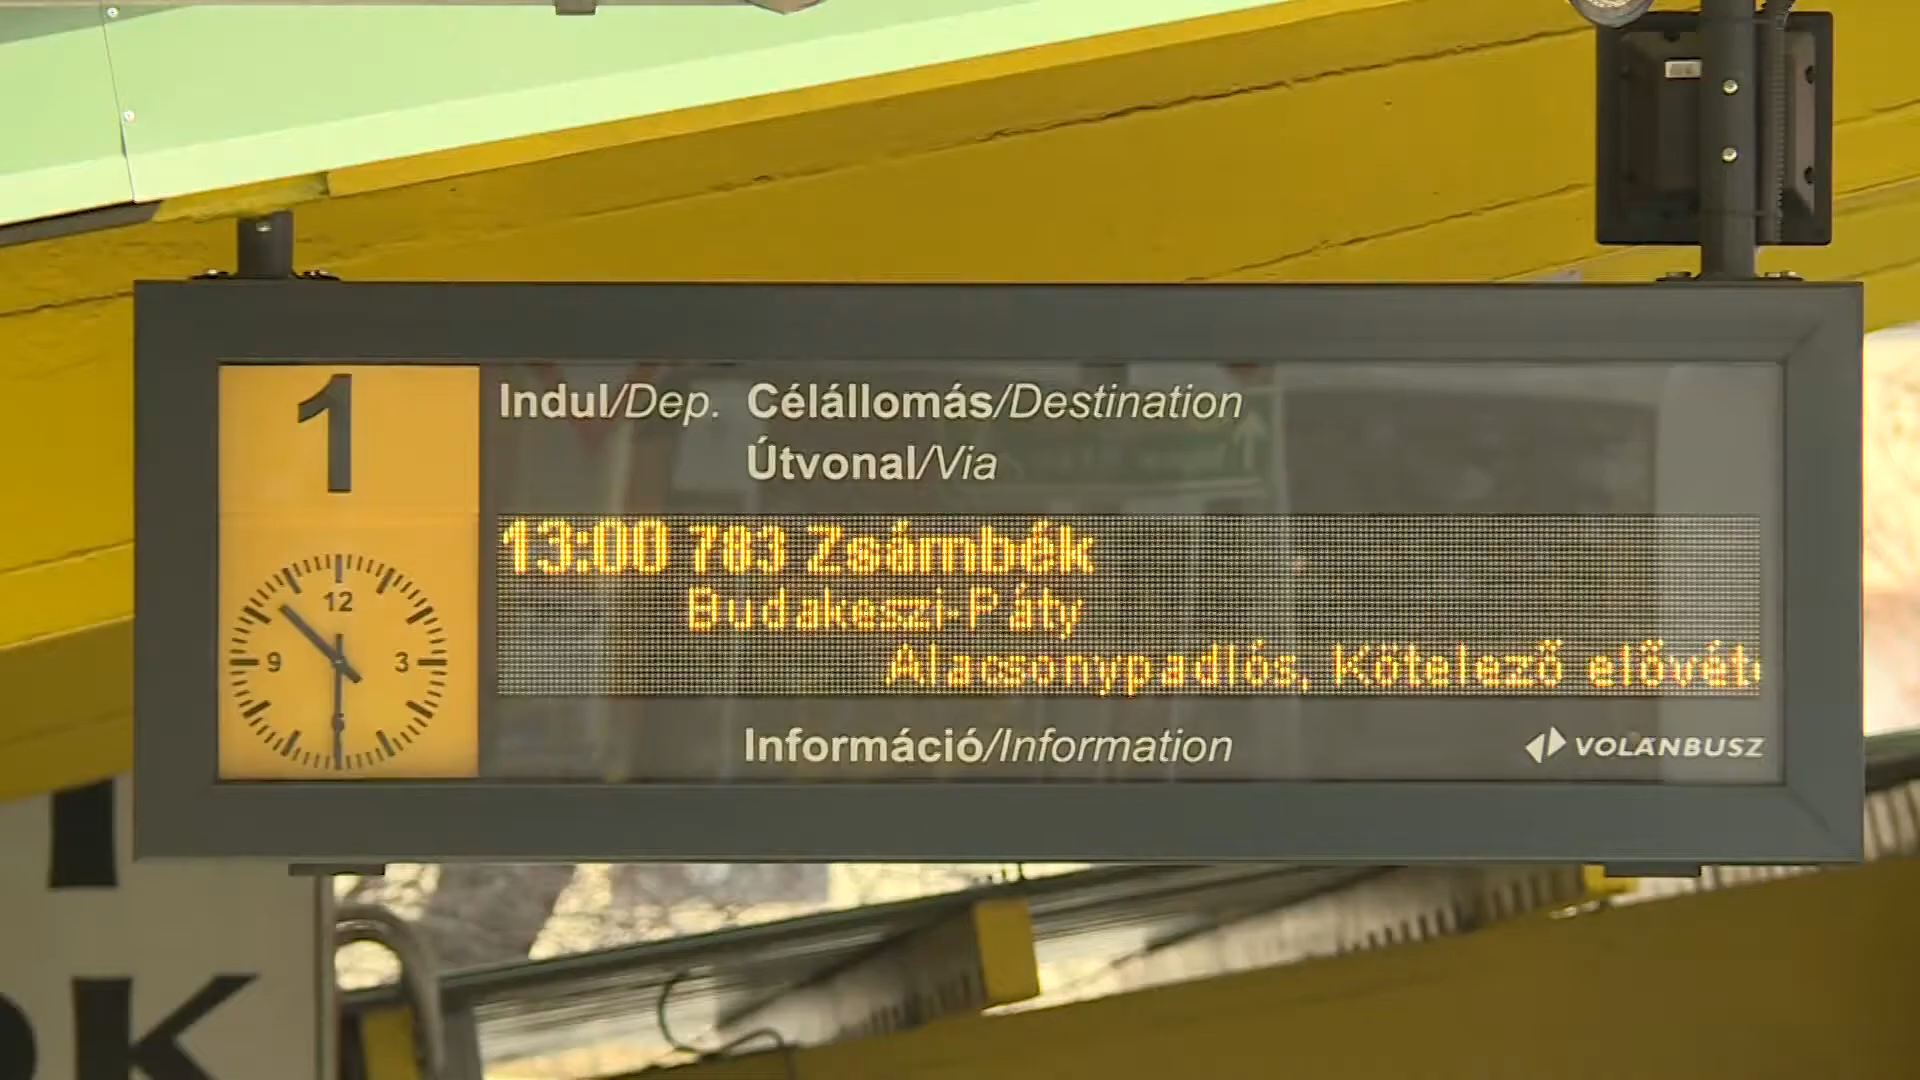 1
Indul/Dep. Célállomás/Destination
Útvonal/Via
13:00 783 Zsámbék
Budakeszi-Páty
Alacsonypadlós, Kötelező elővét
12
9 3
6
Információ/Information
VOLÁNBUSZ